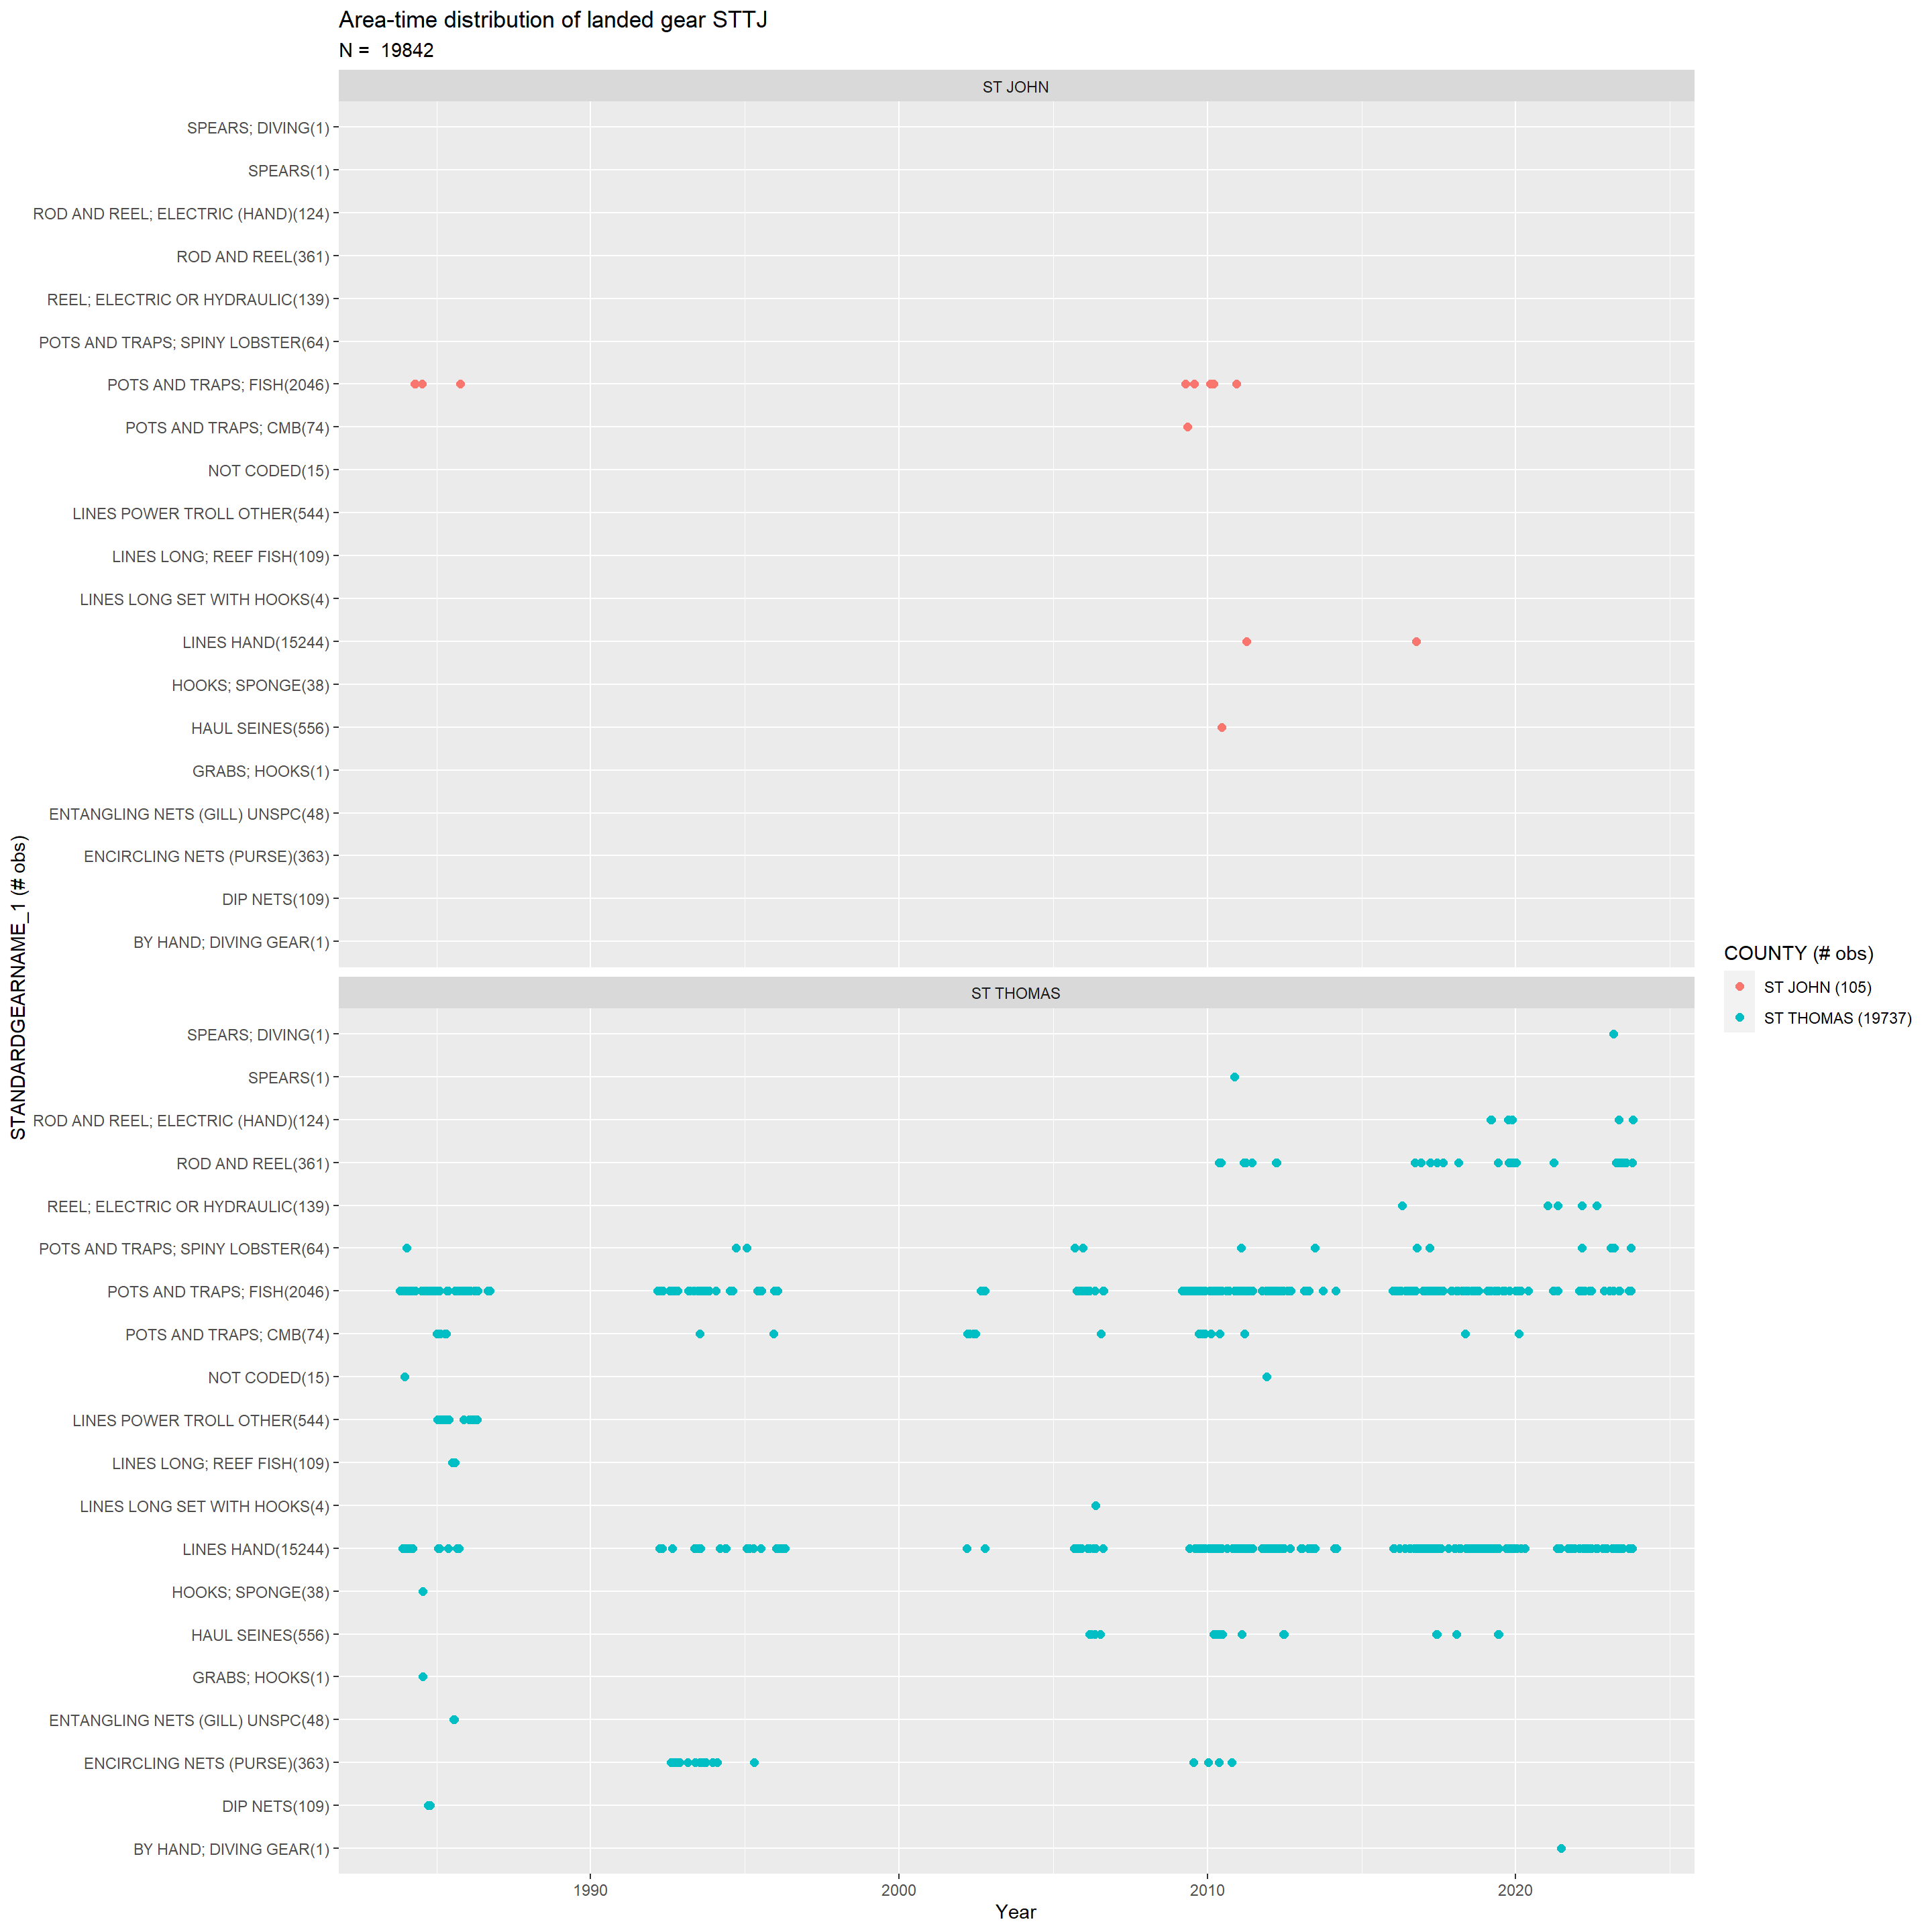 Area-time distribution of landed gear STTJ
N =  19842
ST JOHN
SPEARS; DIVING(1)
SPEARS(1)
ROD AND REEL; ELECTRIC (HAND)(124)
ROD AND REEL(361)
REEL; ELECTRIC OR HYDRAULIC(139)
POTS AND TRAPS; SPINY LOBSTER(64)
POTS AND TRAPS; FISH(2046)
POTS AND TRAPS; CMB(74)
NOT CODED(15)
LINES POWER TROLL OTHER(544)
LINES LONG; REEF FISH(109)
LINES LONG SET WITH HOOKS(4)
LINES HAND(15244)
HOOKS; SPONGE(38)
HAUL SEINES(556)
GRABS; HOOKS(1)
ENTANGLING NETS (GILL) UNSPC(48)
ENCIRCLING NETS (PURSE)(363)
DIP NETS(109)
BY HAND; DIVING GEAR(1)
ST THOMAS
SPEARS; DIVING(1)
SPEARS(1)
ROD AND REEL; ELECTRIC (HAND)(124)
ROD AND REEL(361)
REEL; ELECTRIC OR HYDRAULIC(139)
POTS AND TRAPS; SPINY LOBSTER(64)
POTS AND TRAPS; FISH(2046)
POTS AND TRAPS; CMB(74)
NOT CODED(15)
LINES POWER TROLL OTHER(544)
LINES LONG; REEF FISH(109)
LINES LONG SET WITH HOOKS(4)
LINES HAND(15244)
HOOKS; SPONGE(38)
HAUL SEINES(556)
GRABS; HOOKS(1)
ENTANGLING NETS (GILL) UNSPC(48)
ENCIRCLING NETS (PURSE)(363)
DIP NETS(109)
BY HAND; DIVING GEAR(1)
1990 2000 2010 2020
Year
STANDARDGEARNAME_1 (# obs)
COUNTY (# obs)
ST JOHN (105)
ST THOMAS (19737)